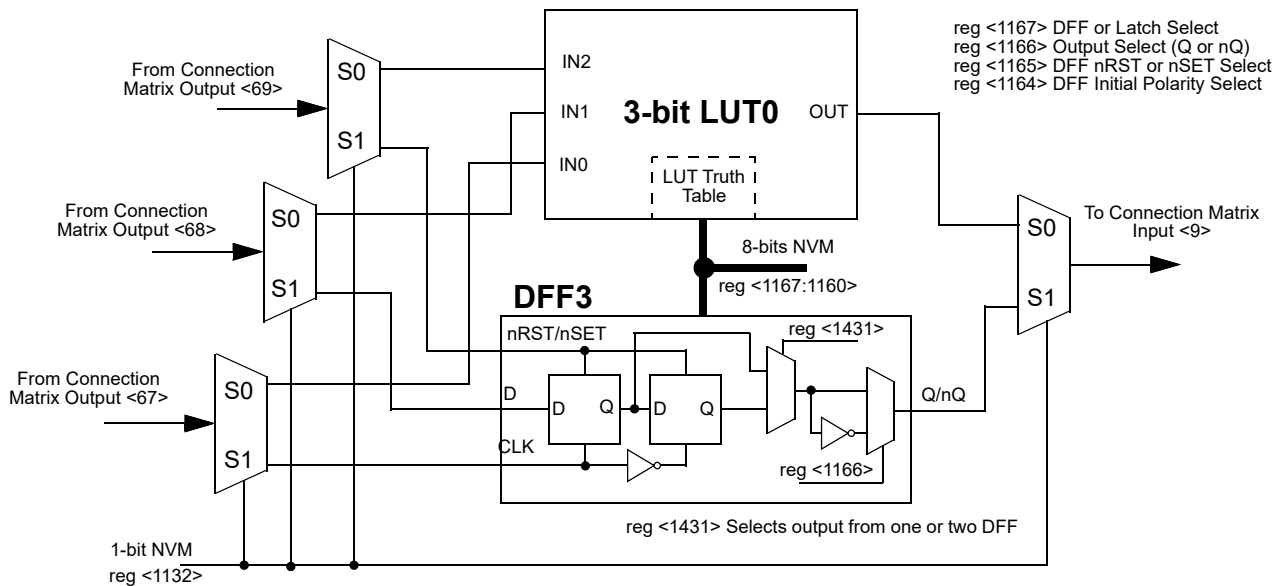 reg <1167> DFF or Latch Select
reg <1166> Output Select (Q or nQ)
reg <1165> DFF nRST or nSET Select
reg <1164> DFF Initial Polarity Select
From Connection
Matrix Output <69>
S0
S1
IN2
IN1
IN0
3-bit LUT0
OUT
LUT Truth
Table
From Connection
Matrix Output <68>
S0
S1
To Connection Matrix
Input <9>
S0
S1
8-bits NVM
reg <1167:1160>
DFF3
nRST/nSET
reg <1431>
From Connection
Matrix Output <67>
S0
S1
D
D
Q
D
Q
Q/nQ
CLK
reg <1166>
reg <1431> Selects output from one or two DFF
1-bit NVM
reg <1132>